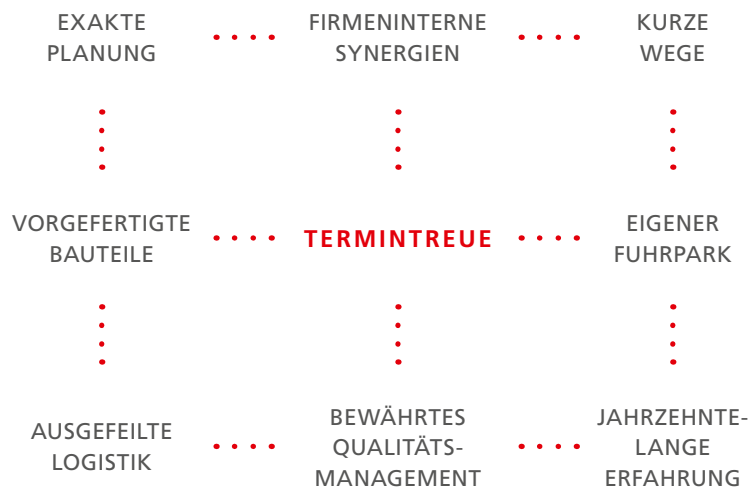 EXAKTE
PLANUNG
FIRMENINTERNE
SYNERGIEN
KURZE
WEGE
VORGEFERTIGTE
BAUTEILE
TERMINTREUE
EIGENER
FUHRPARK
AUSGEFEILTE
LOGISTIK
BEWÄHRTES
QUALITÄTS-
MANAGEMENT
JAHRZEHNTE-
LANGE
ERFAHRUNG